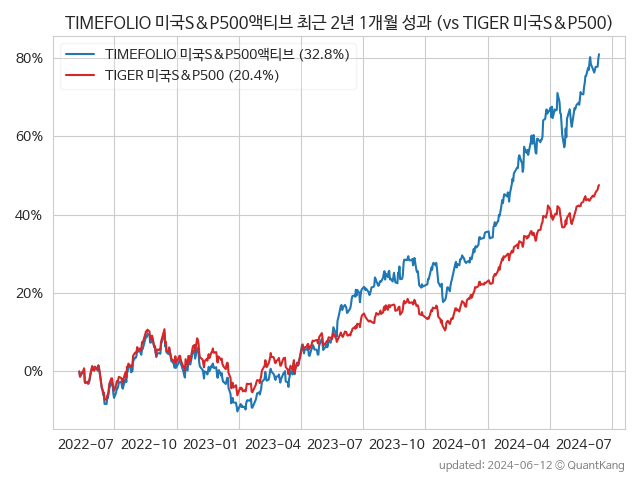 TIMEFOLIO 미국S&P500액티브 최근 2년 1개월 성과 (vs TIGER 미국S&P500)
TIMEFOLIO 미국S&P500액티브 (32.8%)
TIGER 미국S&P500 (20.4%)
80%
60%
40%
20%
0%
2022-07 2022-10 2023-01 2023-04 2023-07 2023-10 2024-01 2024-04 2024-07
updated: 2024-06-12 © QuantKang